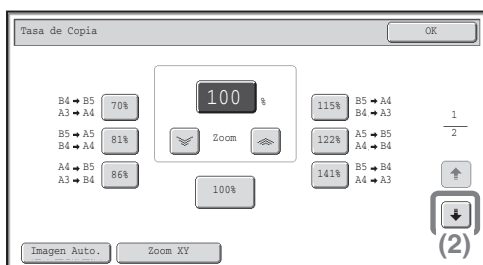 Tasa de Copia
OK
B4 ➡ B5
A3 ➡ A4
70%
B5 ➡ A5
B4 ➡ A4
81%
A4 ➡ B5
A3 ➡ B4
86%
100 %
Zoom
100%
115%
B5 ➡ A4
B4 ➡ A3
122%
A5 ➡ B5
A4 ➡ B4
141%
B5 ➡ B4
A4 ➡ A3
1
2
(2)
Imagen Auto.
Zoom XY